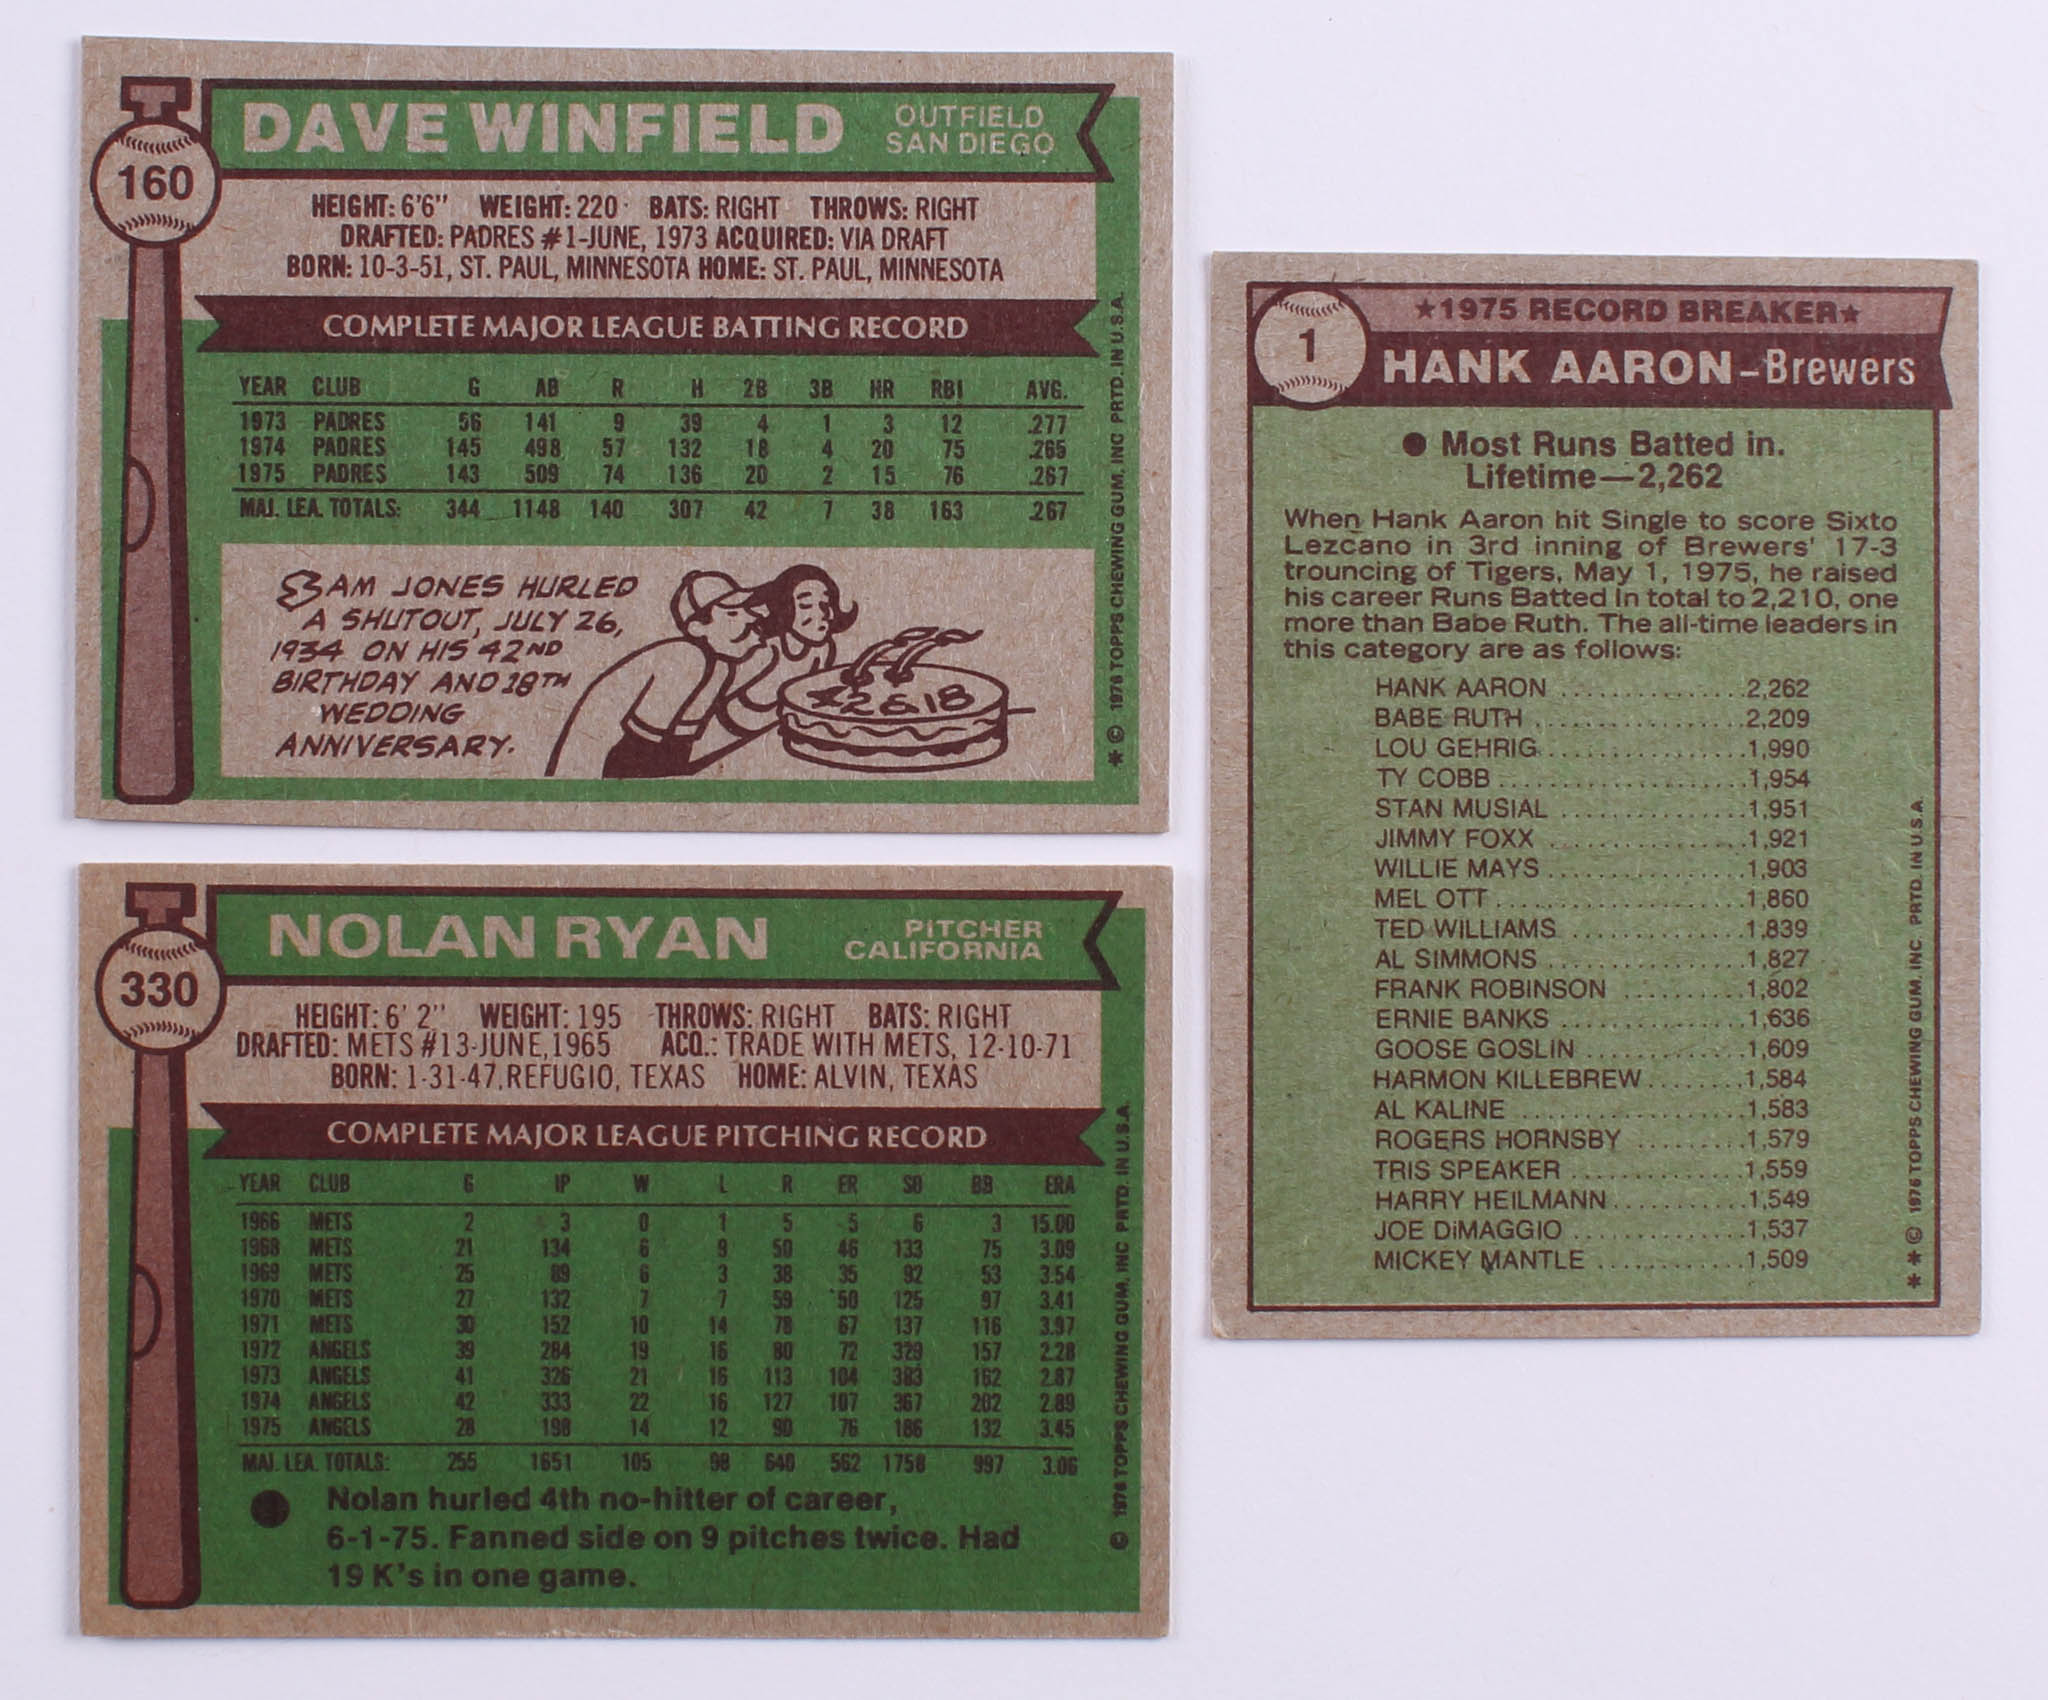 160
DAVE WINFIELD
OUTFIELD
SAN DIEGO
HEIGHT: 6'6" WEIGHT: 220 BATS: RIGHT THROWS: RIGHT
DRAFTED: PADRES #1-JUNE, 1973 ACQUIRED: VIA DRAFT
BORN: 10-3-51, ST. PAUL, MINNESOTA HOME: ST. PAUL, MINNESOTA
COMPLETE MAJOR LEAGUE BATTING RECORD
YEAR CLUB G AB R H 2B 3B HR RBI AVG.
1973 PADRES 56 141 9 39 4 1 3 12 .277
1974 PADRES 145 498 57 132 18 4 20 75 .265
1975 PADRES 143 509 74 136 20 2 15 76 .267
MAJ. LEA. TOTALS: 344 1148 140 307 42 7 38 163 .267
SAM JONES HURLED
A SHUTOUT, JULY 26,
1934 ON HIS 42ND
BIRTHDAY AND 18TH
WEDDING
ANNIVERSARY.
42 & 18
* © 1976 TOPPS CHEWING GUM, INC PRTD. IN U.S.A.
330
NOLAN RYAN
PITCHER
CALIFORNIA
HEIGHT: 6' 2" WEIGHT: 195 THROWS: RIGHT BATS: RIGHT
DRAFTED: METS #13-JUNE, 1965 ACQ.: TRADE WITH METS, 12-10-71
BORN: 1-31-47, REFUGIO, TEXAS HOME: ALVIN, TEXAS
COMPLETE MAJOR LEAGUE PITCHING RECORD
YEAR CLUB G IP W L R ER SO BB ERA
1966 METS 2 3 0 1 5 5 6 3 15.00
1968 METS 21 134 6 9 50 46 133 75 3.09
1969 METS 25 89 6 3 38 35 92 53 3.54
1970 METS 27 132 7 7 59 50 125 97 3.41
1971 METS 30 152 10 14 78 67 137 116 3.97
1972 ANGELS 39 284 19 16 80 72 329 157 2.28
1973 ANGELS 41 326 21 16 113 104 383 162 2.87
1974 ANGELS 42 333 22 16 127 107 367 202 2.89
1975 ANGELS 28 198 14 12 90 76 186 132 3.45
MAJ. LEA. TOTALS: 255 1651 105 98 640 562 1758 997 3.06
● Nolan hurled 4th no-hitter of career,
6-1-75. Fanned side on 9 pitches twice. Had
19 K's in one game.
© 1976 TOPPS CHEWING GUM, INC PRTD. IN U.S.A.
1
★1975 RECORD BREAKER★
HANK AARON–Brewers
● Most Runs Batted in.
Lifetime—2,262
When Hank Aaron hit Single to score Sixto
Lezcano in 3rd inning of Brewers' 17-3
trouncing of Tigers, May 1, 1975, he raised
his career Runs Batted In total to 2,210, one
more than Babe Ruth. The all-time leaders in
this category are as follows:
HANK AARON ...............2,262
BABE RUTH .................2,209
LOU GEHRIG.................1,990
TY COBB.....................1,954
STAN MUSIAL ...............1,951
JIMMY FOXX ................1,921
WILLIE MAYS ................1,903
MEL OTT.....................1,860
TED WILLIAMS ...............1,839
AL SIMMONS ................1,827
FRANK ROBINSON ..........1,802
ERNIE BANKS ...............1,636
GOOSE GOSLIN .............1,609
HARMON KILLEBREW........1,584
AL KALINE ..................1,583
ROGERS HORNSBY .........1,579
TRIS SPEAKER ..............1,559
HARRY HEILMANN...........1,549
JOE DiMAGGIO ..............1,537
MICKEY MANTLE ............1,509
* * © 1976 TOPPS CHEWING GUM, INC PRTD. IN U.S.A.